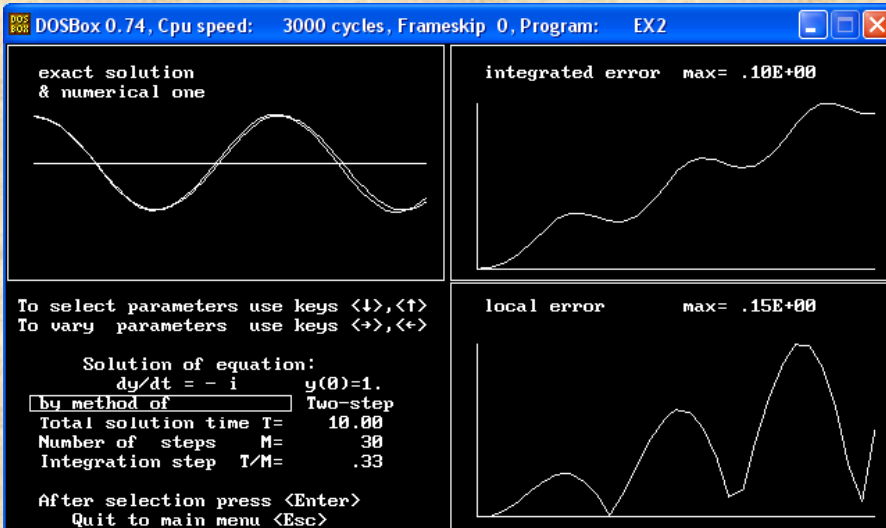 DOSBox 0.74, Cpu speed: 3000 cycles, Frameskip 0, Program: EX2
exact solution
& numerical one
integrated error max= .10E+00
To select parameters use keys <↓>,<↑>
To vary parameters use keys <→>,<←>
Solution of equation:
dy/dt = - i y(0)=1.
by method of Two-step
Total solution time T= 10.00
Number of steps M= 30
Integration step T/M= .33
After selection press <Enter>
Quit to main menu <Esc>
local error max= .15E+00